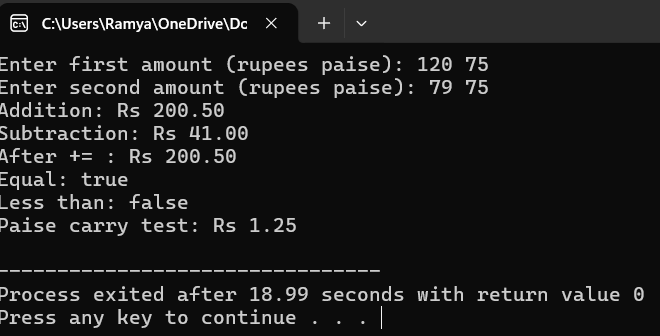 C:\Users\Ramya\OneDrive\Dc
Enter first amount (rupees paise): 120 75
Enter second amount (rupees paise): 79 75
Addition: Rs 200.50
Subtraction: Rs 41.00
After += : Rs 200.50
Equal: true
Less than: false
Paise carry test: Rs 1.25
--------------------------------
Process exited after 18.99 seconds with return value 0
Press any key to continue . . .